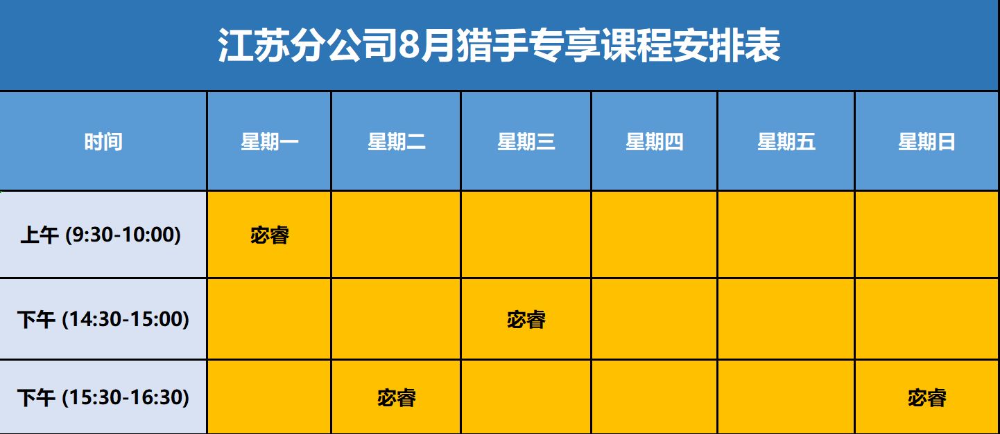 江苏分公司8月猎手专享课程安排表
时间 星期一 星期二 星期三 星期四 星期五 星期日
上午 (9:30-10:00) 宓睿
下午 (14:30-15:00) 宓睿
下午 (15:30-16:30) 宓睿 宓睿